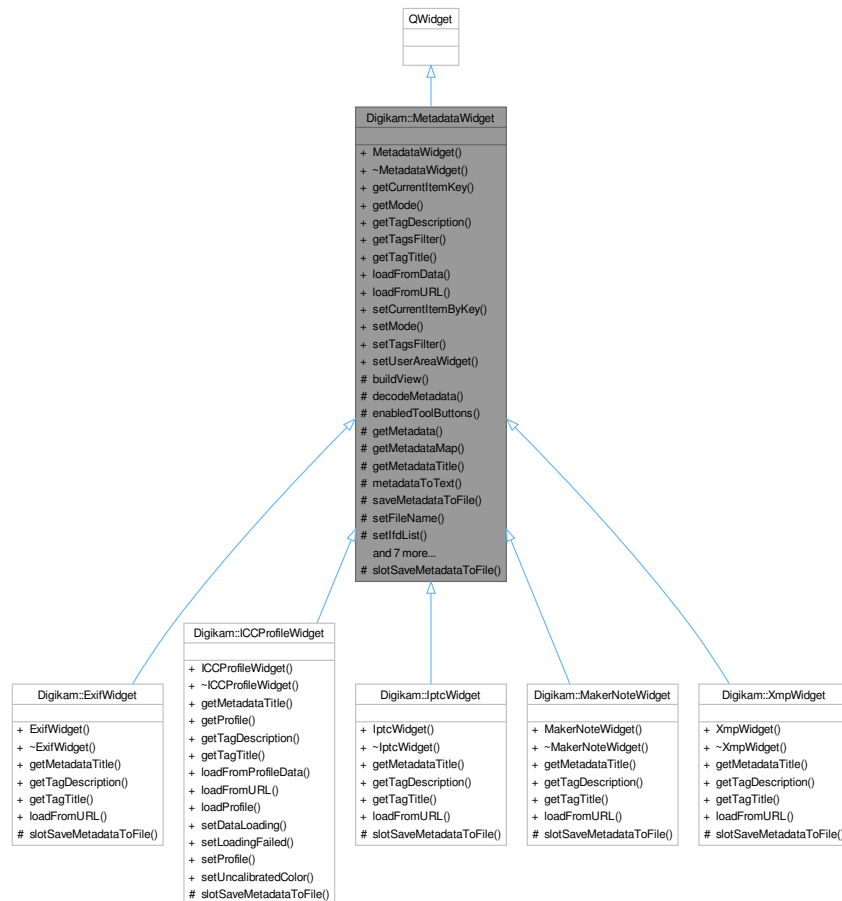 QWidget
Digikam::MetadataWidget
+ MetadataWidget()
+ ~MetadataWidget()
+ getCurrentItemKey()
+ getMode()
+ getTagDescription()
+ getTagsFilter()
+ getTagTitle()
+ loadFromData()
+ loadFromURL()
+ setCurrentItemByKey()
+ setMode()
+ setTagsFilter()
+ setUserAreaWidget()
# buildView()
# decodeMetadata()
# enabledToolButtons()
# getMetadata()
# getMetadataMap()
# getMetadataTitle()
# metadataToText()
# saveMetadataToFile()
# setFileName()
# setIfdList()
and 7 more...
# slotSaveMetadataToFile()
Digikam::ExifWidget
+ ExifWidget()
+ ~ExifWidget()
+ getMetadataTitle()
+ getTagDescription()
+ getTagTitle()
+ loadFromURL()
# slotSaveMetadataToFile()
Digikam::ICCProfileWidget
+ ICCProfileWidget()
+ ~ICCProfileWidget()
+ getMetadataTitle()
+ getProfile()
+ getTagDescription()
+ getTagTitle()
+ loadFromProfileData()
+ loadFromURL()
+ loadProfile()
+ setDataLoading()
+ setLoadingFailed()
+ setProfile()
+ setUncalibratedColor()
# slotSaveMetadataToFile()
Digikam::IptcWidget
+ IptcWidget()
+ ~IptcWidget()
+ getMetadataTitle()
+ getTagDescription()
+ getTagTitle()
+ loadFromURL()
# slotSaveMetadataToFile()
Digikam::MakerNoteWidget
+ MakerNoteWidget()
+ ~MakerNoteWidget()
+ getMetadataTitle()
+ getTagDescription()
+ getTagTitle()
+ loadFromURL()
# slotSaveMetadataToFile()
Digikam::XmpWidget
+ XmpWidget()
+ ~XmpWidget()
+ getMetadataTitle()
+ getTagDescription()
+ getTagTitle()
+ loadFromURL()
# slotSaveMetadataToFile()